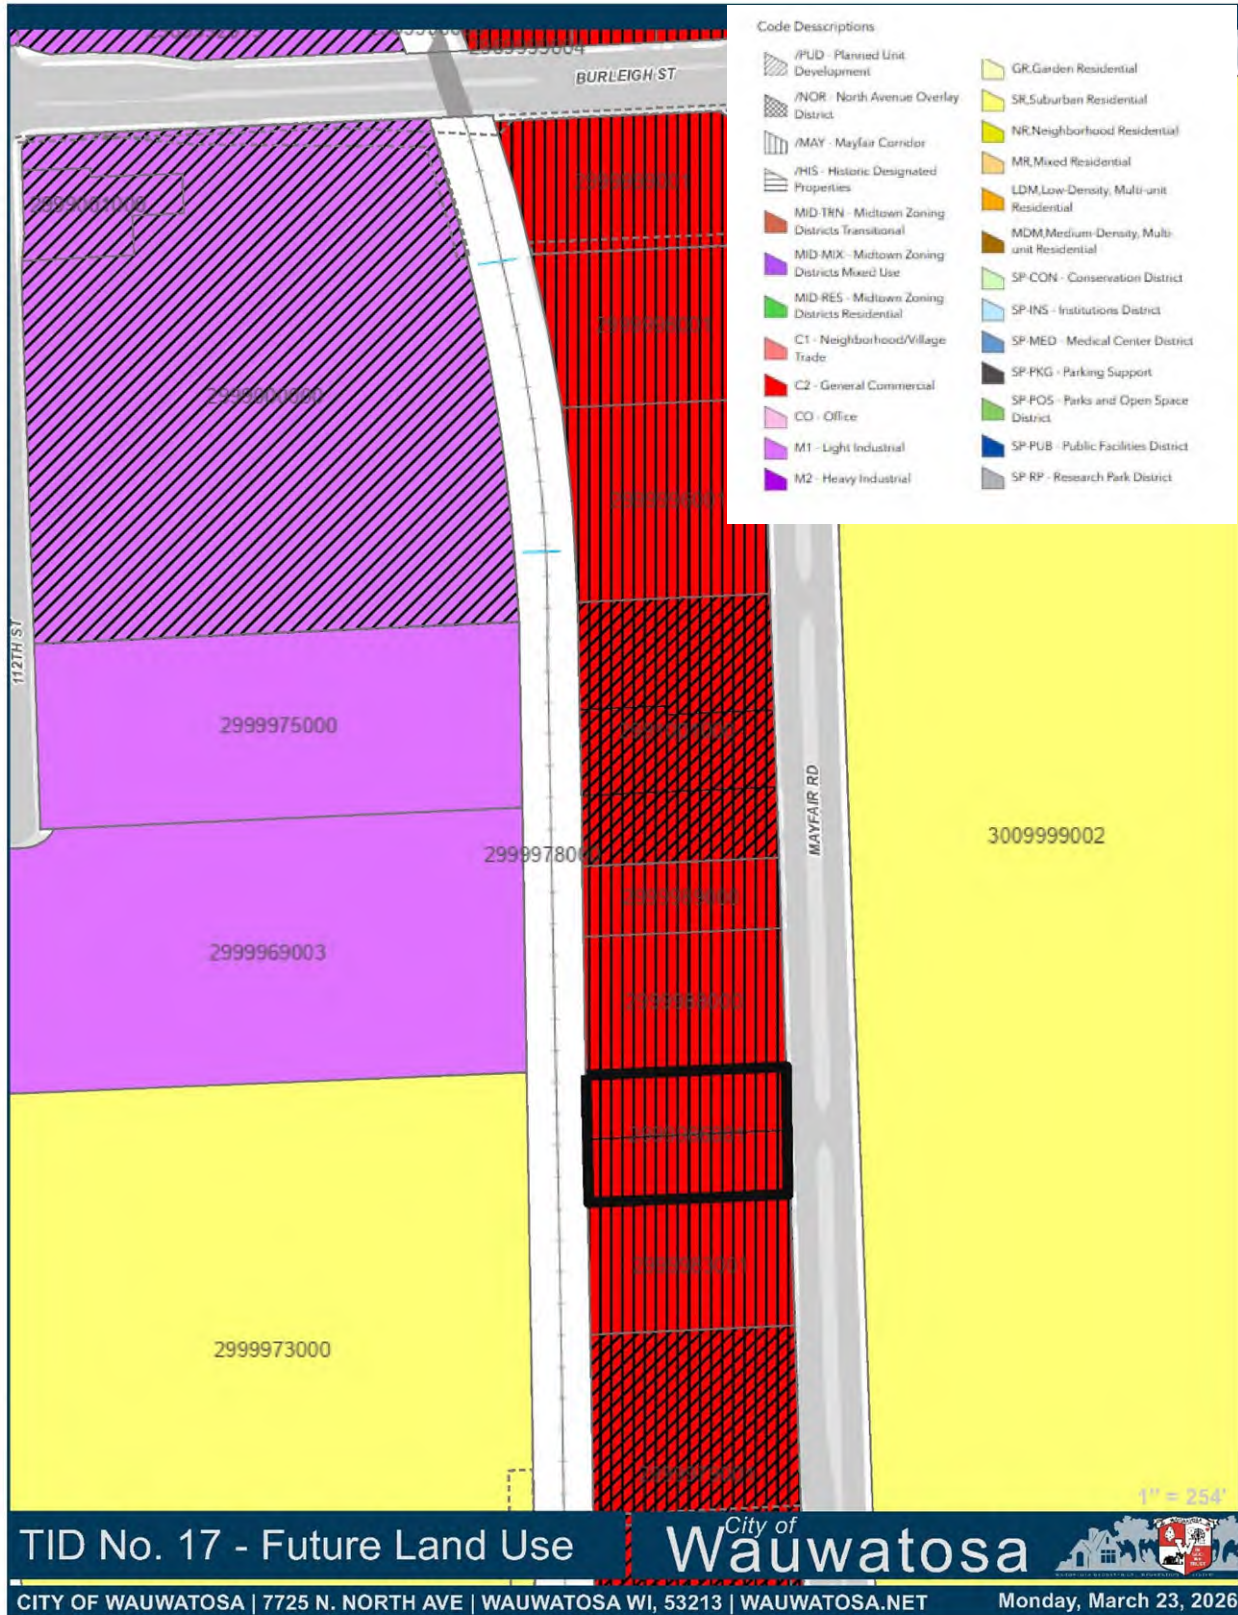 BURLEIGH ST
Code Desscriptions
/PUD - Planned Unit
Development
/NOR - North Avenue Overlay
District
/MAY - Mayfair Corridor
/HIS - Historic Designated
Properties
MID-TRN - Midtown Zoning
Districts Transitional
MID-MIX - Midtown Zoning
Districts Mixed Use
MID-RES - Midtown Zoning
Districts Residential
C1 - Neighborhood/Village
Trade
C2 - General Commercial
CO - Office
M1 - Light Industrial
M2 - Heavy Industrial
GR,Garden Residential
SR,Suburban Residential
NR,Neighborhood Residential
MR,Mixed Residential
LDM,Low-Density, Multi-unit
Residential
MDM,Medium-Density, Multi-
unit Residential
SP-CON - Conservation District
SP-INS - Institutions District
SP-MED - Medical Center District
SP-PKG - Parking Support
SP-POS - Parks and Open Space
District
SP-PUB - Public Facilities District
SP-RP - Research Park District
2999001000
2999000000
112TH ST
2999975000
MAYFAIR RD
3009999002
2999978000
2999969003
2999973000
1" = 254'
TID No. 17 - Future Land Use
City of
Wauwatosa
CITY OF WAUWATOSA | 7725 N. NORTH AVE | WAUWATOSA WI, 53213 | WAUWATOSA.NET
Monday, March 23, 2026